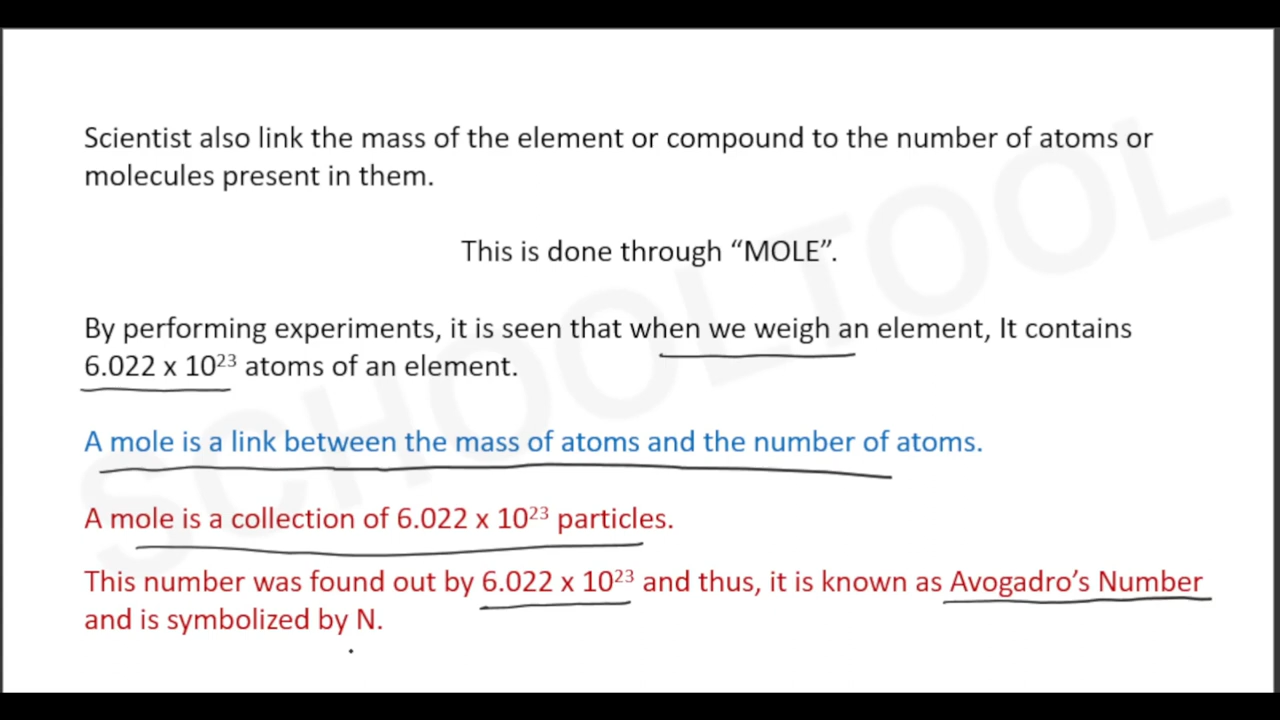 Scientist also link the mass of the element or compound to the number of atoms or
molecules present in them.
This is done through “MOLE”.
By performing experiments, it is seen that when we weigh an element, It contains
6.022 x 10²³ atoms of an element.
A mole is a link between the mass of atoms and the number of atoms.
A mole is a collection of 6.022 x 10²³ particles.
This number was found out by 6.022 x 10²³ and thus, it is known as Avogadro’s Number
and is symbolized by N.
SCHOOLTOOL